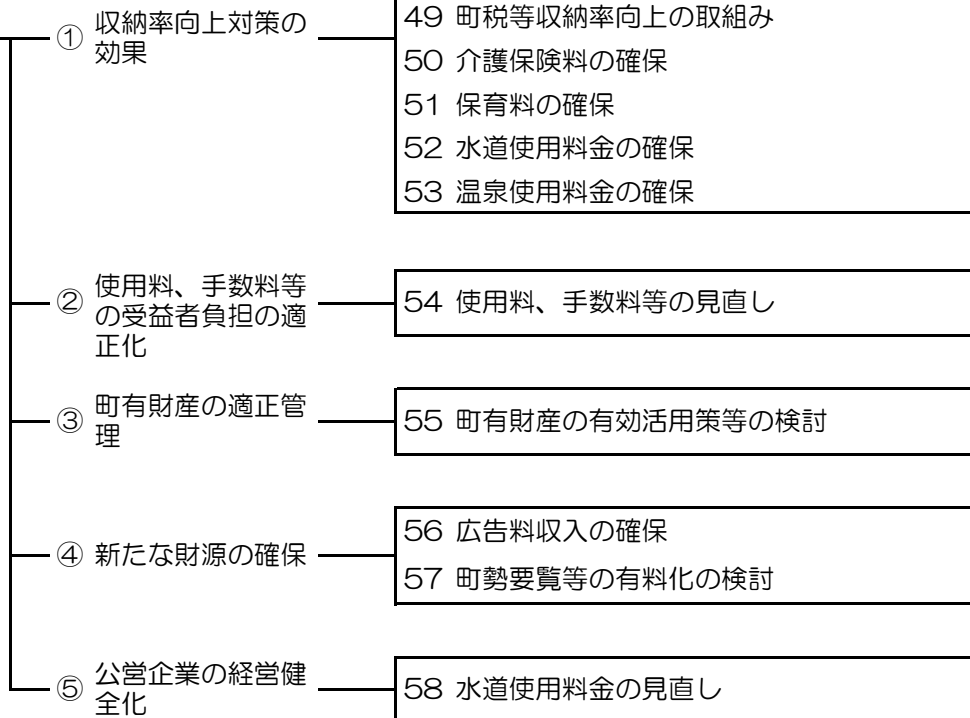 ① 収納率向上対策の
効果
49 町税等収納率向上の取組み
50 介護保険料の確保
51 保育料の確保
52 水道使用料金の確保
53 温泉使用料金の確保
② 使用料、手数料等
の受益者負担の適
正化
54 使用料、手数料等の見直し
③ 町有財産の適正管
理
55 町有財産の有効活用策等の検討
④ 新たな財源の確保
56 広告料収入の確保
57 町勢要覧等の有料化の検討
⑤ 公営企業の経営健
全化
58 水道使用料金の見直し